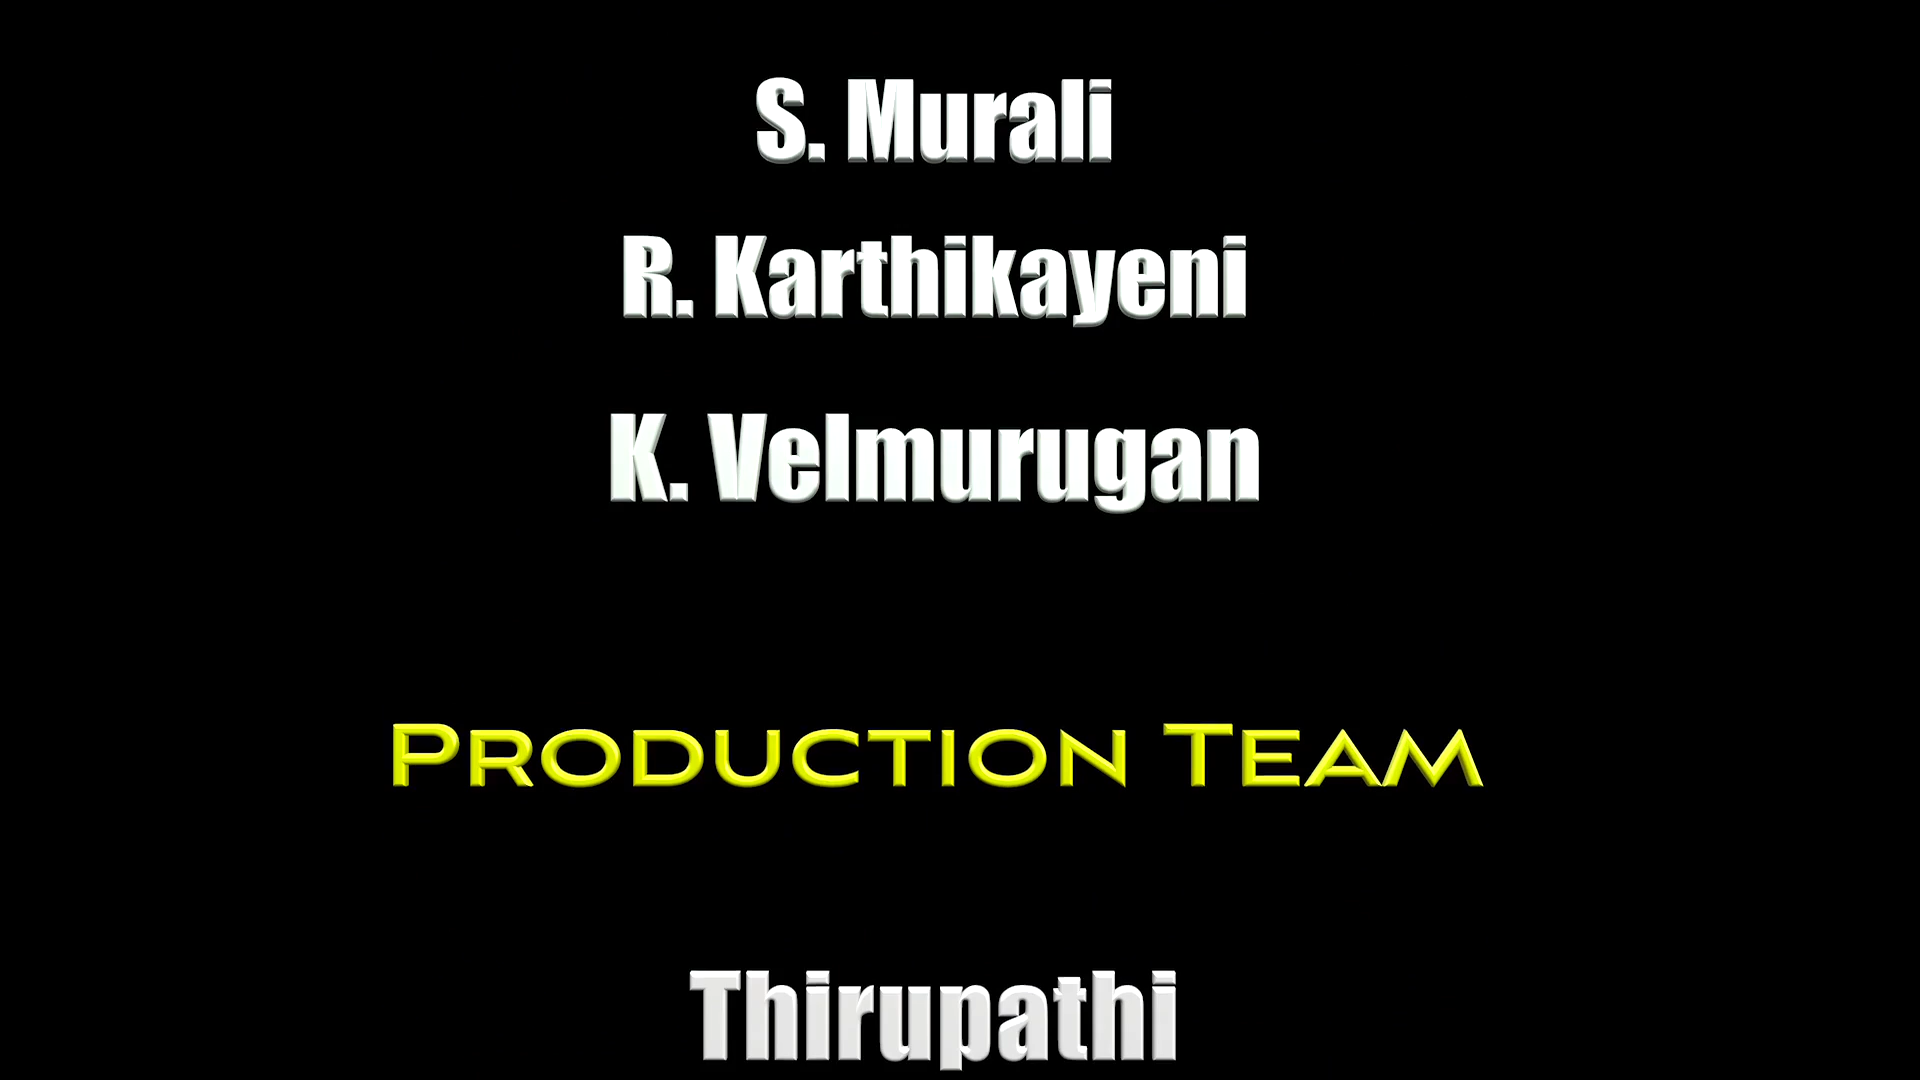 S. Murali
R. Karthikayeni
K. Velmurugan
Production Team
Thirupathi